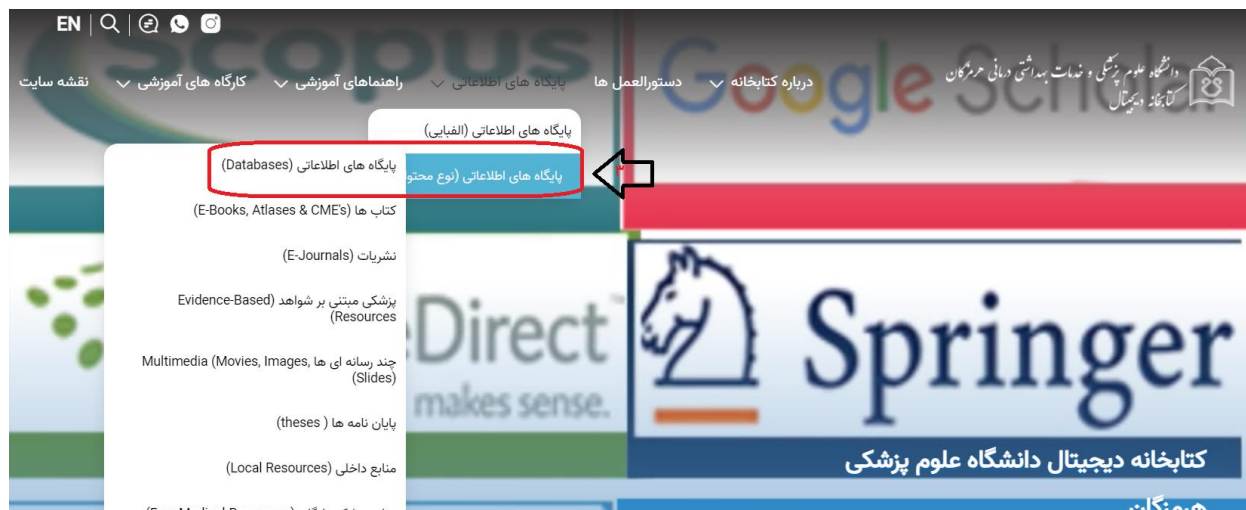 EN
scopus
Google Scholar
دانشگاه علوم پزشکی و خدمات بهداشتی درمانی هرمزگان
کتابخانه دیجیتال
درباره کتابخانه
دستورالعمل ها
پایگاه های اطلاعاتی
راهنماهای آموزشی
کارگاه های آموزشی
نقشه سایت
پایگاه های اطلاعاتی (الفبایی)
پایگاه های اطلاعاتی (نوع محتو
۲
پایگاه های اطلاعاتی (Databases)
کتاب ها (E-Books, Atlases & CME's)
نشریات (E-Journals)
پزشکی مبتنی بر شواهد (Evidence-Based
Resources)
چند رسانه ای ها Multimedia (Movies, Images,
Slides)
پایان نامه ها ( theses)
منابع داخلی (Local Resources)
eDirect
makes sense.
Springer
کتابخانه دیجیتال دانشگاه علوم پزشکی
هرمزگان